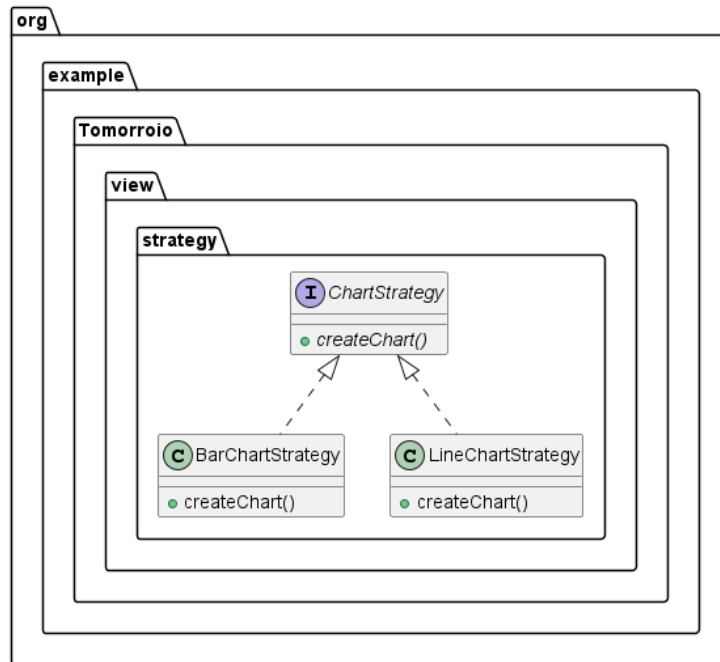 org
example
Tomorroio
view
strategy
I ChartStrategy
createChart()
C BarChartStrategy
createChart()
C LineChartStrategy
createChart()